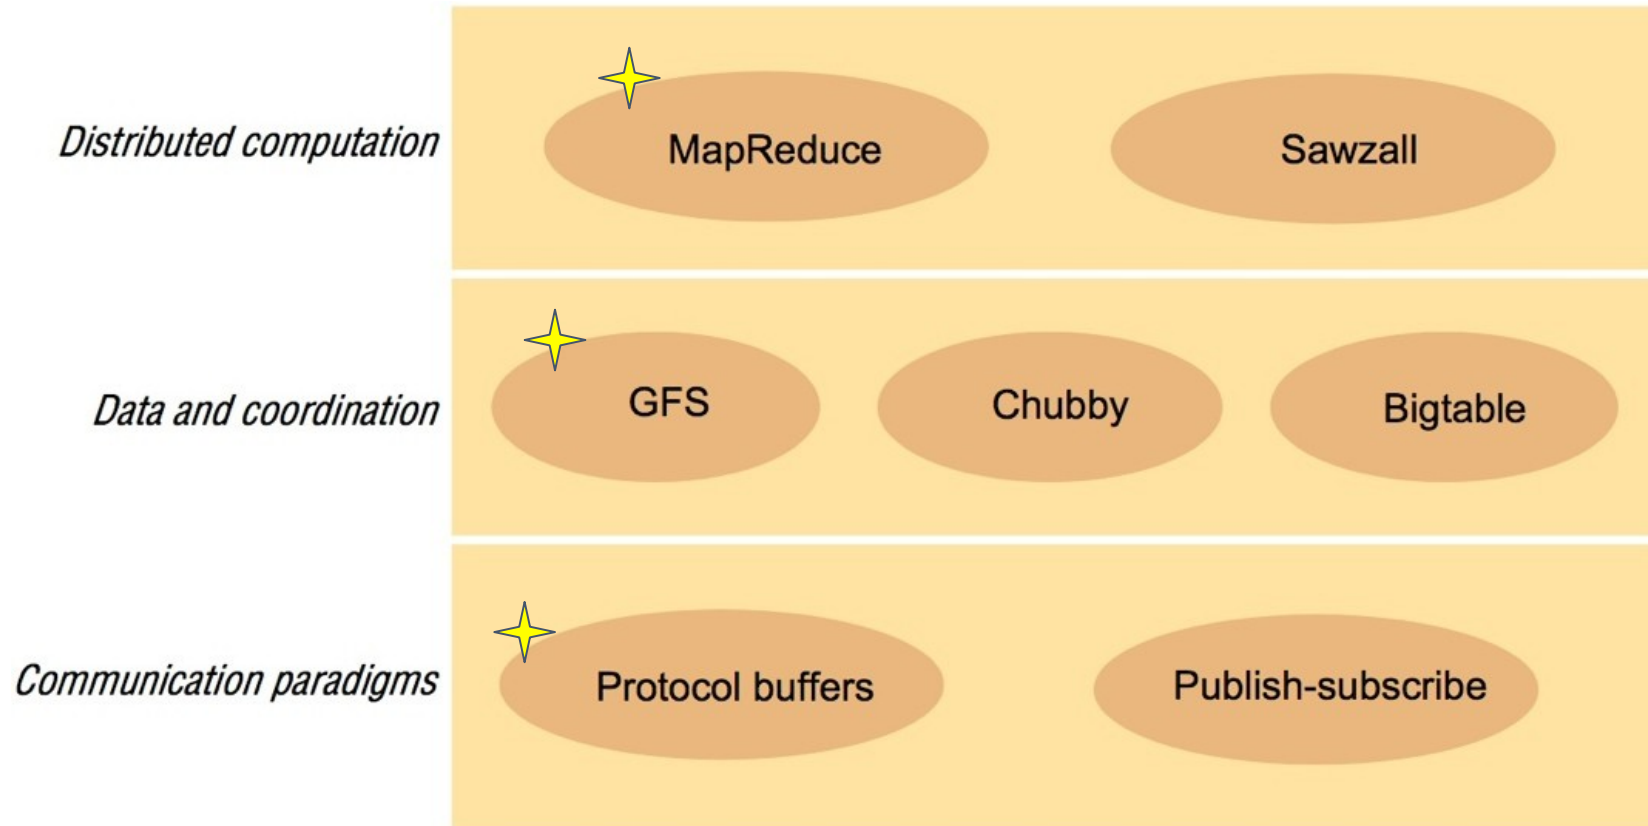 Distributed computation
MapReduce
Sawzall
Data and coordination
GFS
Chubby
Bigtable
Communication paradigms
Protocol buffers
Publish-subscribe